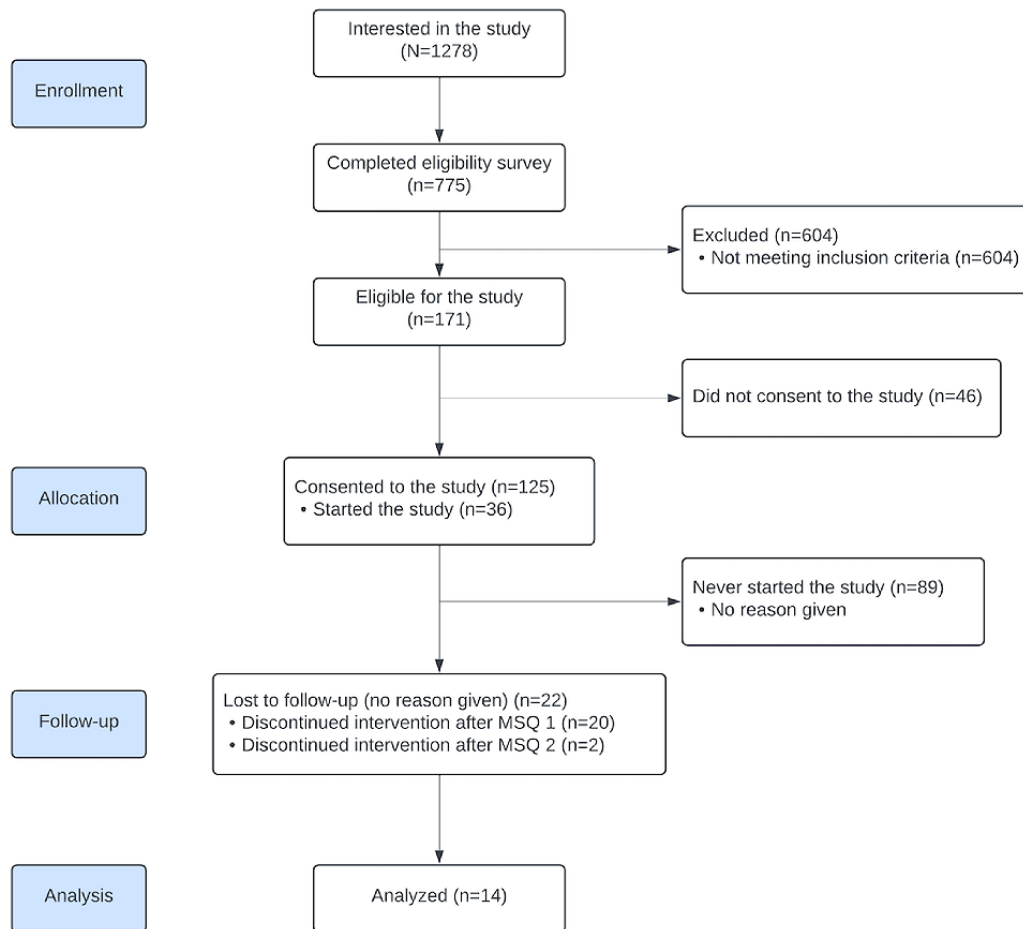 Interested in the study
(N=1278)
Enrollment
Completed eligibility survey
(n=775)
Excluded (n=604)
• Not meeting inclusion criteria (n=604)
Eligible for the study
(n=171)
Did not consent to the study (n=46)
Allocation
Consented to the study (n=125)
• Started the study (n=36)
Never started the study (n=89)
• No reason given
Follow-up
Lost to follow-up (no reason given) (n=22)
• Discontinued intervention after MSQ 1 (n=20)
• Discontinued intervention after MSQ 2 (n=2)
Analysis
Analyzed (n=14)